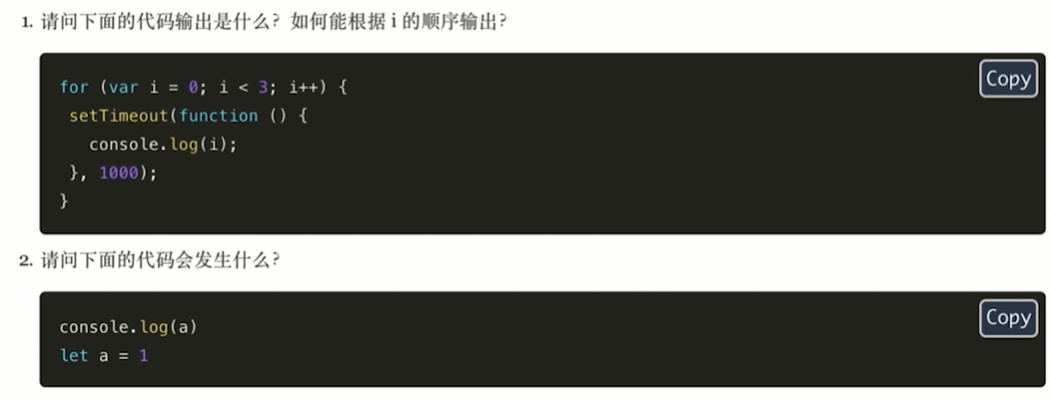 1. 请问下面的代码输出是什么？如何能根据 i 的顺序输出？
Copy
for (var i = 0; i < 3; i++) {
 setTimeout(function () {
   console.log(i);
 }, 1000);
}
2. 请问下面的代码会发生什么？
Copy
console.log(a)
let a = 1